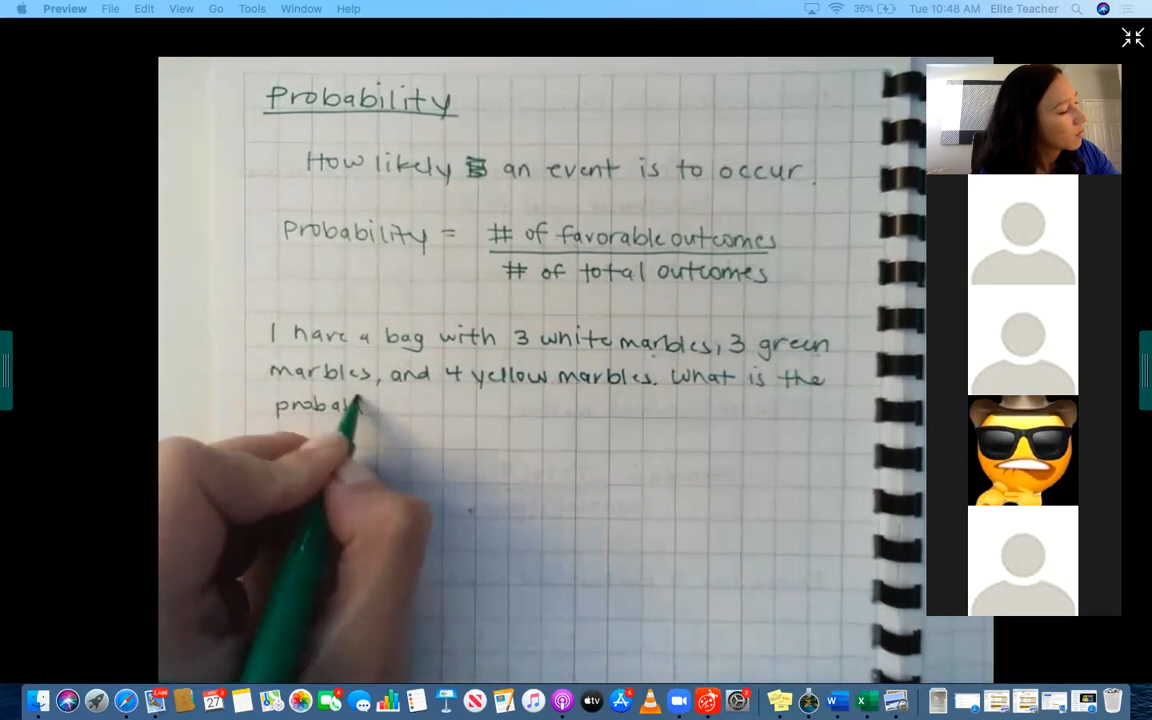 Preview File Edit View Go Tools Window Help 36% Tue 10:48 AM Elite Teacher
Probability
How likely an event is to occur.
Probability = # of favorable outcomes
# of total outcomes
I have a bag with 3 white marbles, 3 green
marbles, and 4 yellow marbles. What is the
probabi